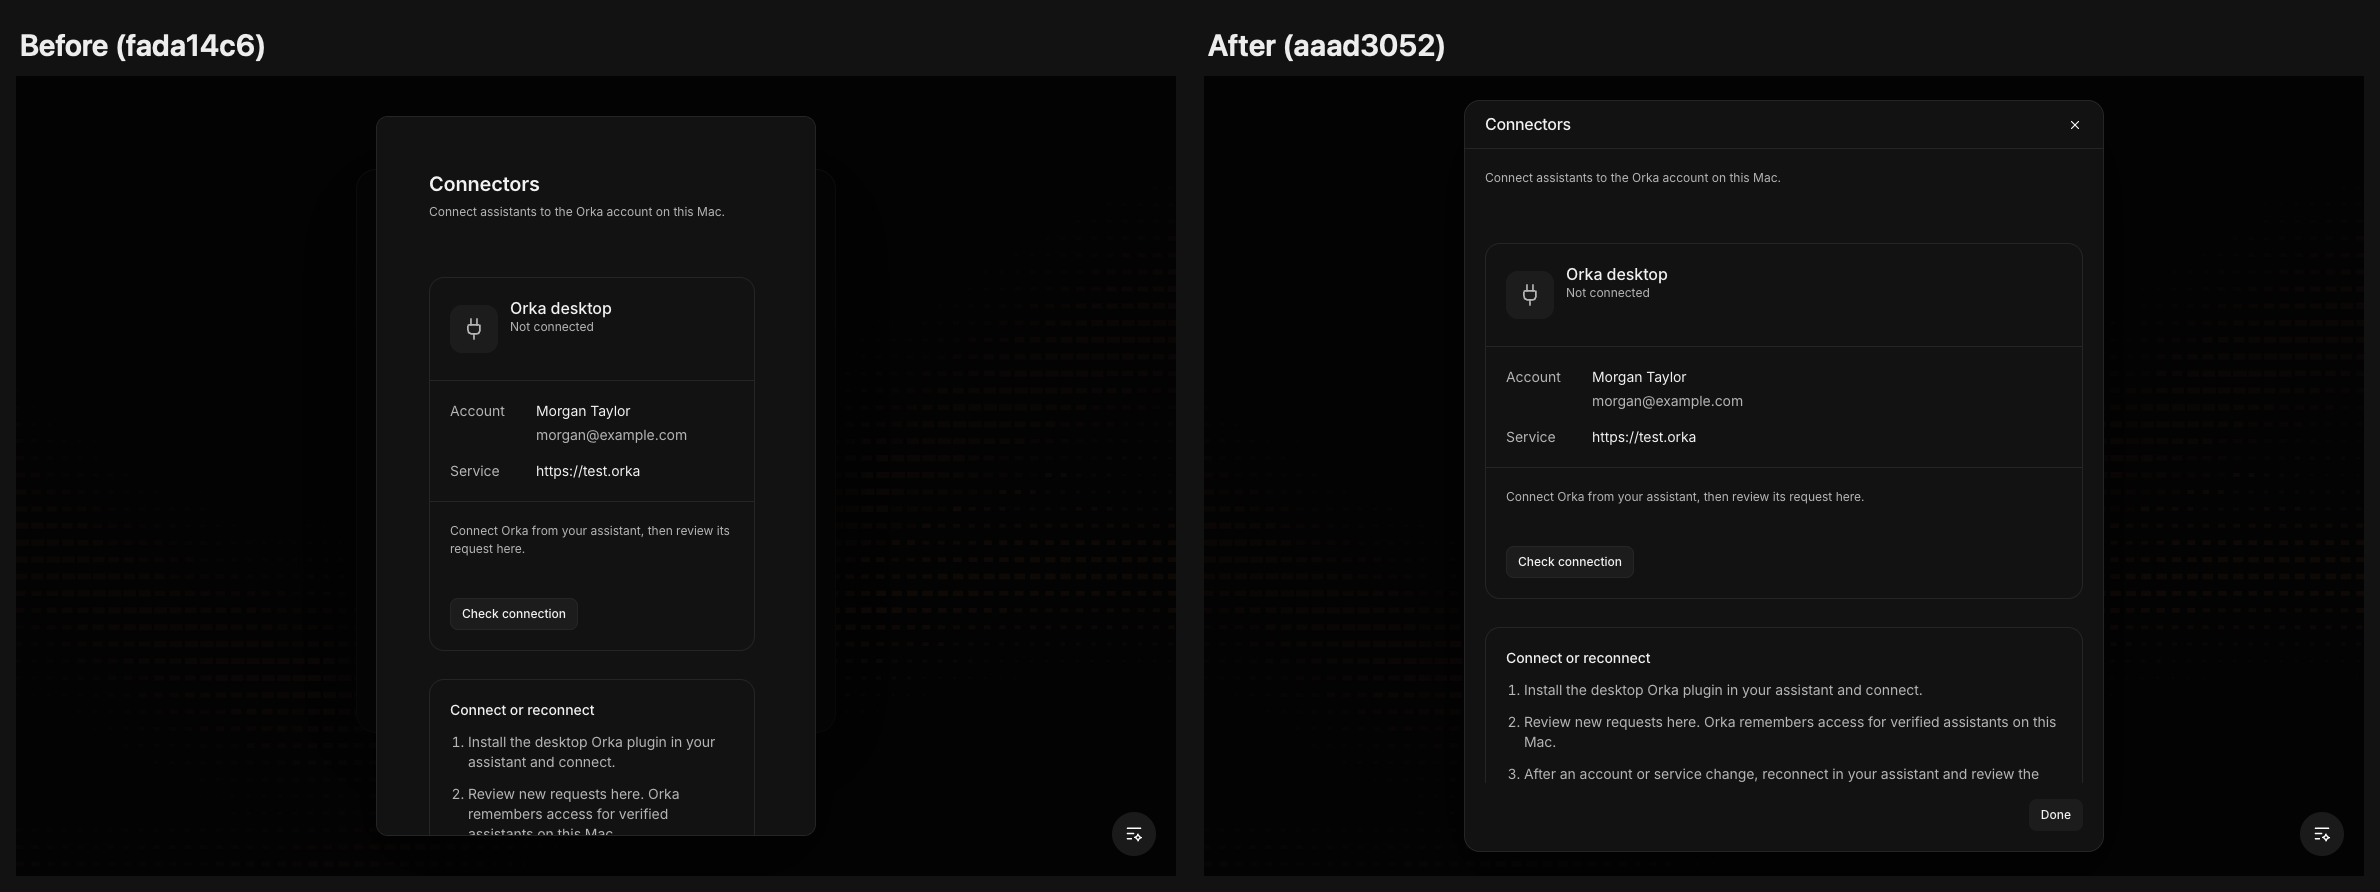 Before (fada14c6)
Connectors
Connect assistants to the Orka account on this Mac.
Orka desktop
Not connected
Account
Morgan Taylor
morgan@example.com
Service
https://test.orka
Connect Orka from your assistant, then review its
request here.
Check connection
Connect or reconnect
1. Install the desktop Orka plugin in your
assistant and connect.
2. Review new requests here. Orka
remembers access for verified
assistants on this Mac.
After (aaad3052)
Connectors
Connect assistants to the Orka account on this Mac.
Orka desktop
Not connected
Account
Morgan Taylor
morgan@example.com
Service
https://test.orka
Connect Orka from your assistant, then review its request here.
Check connection
Connect or reconnect
1. Install the desktop Orka plugin in your assistant and connect.
2. Review new requests here. Orka remembers access for verified assistants on this
Mac.
3. After an account or service change, reconnect in your assistant and review the
Done